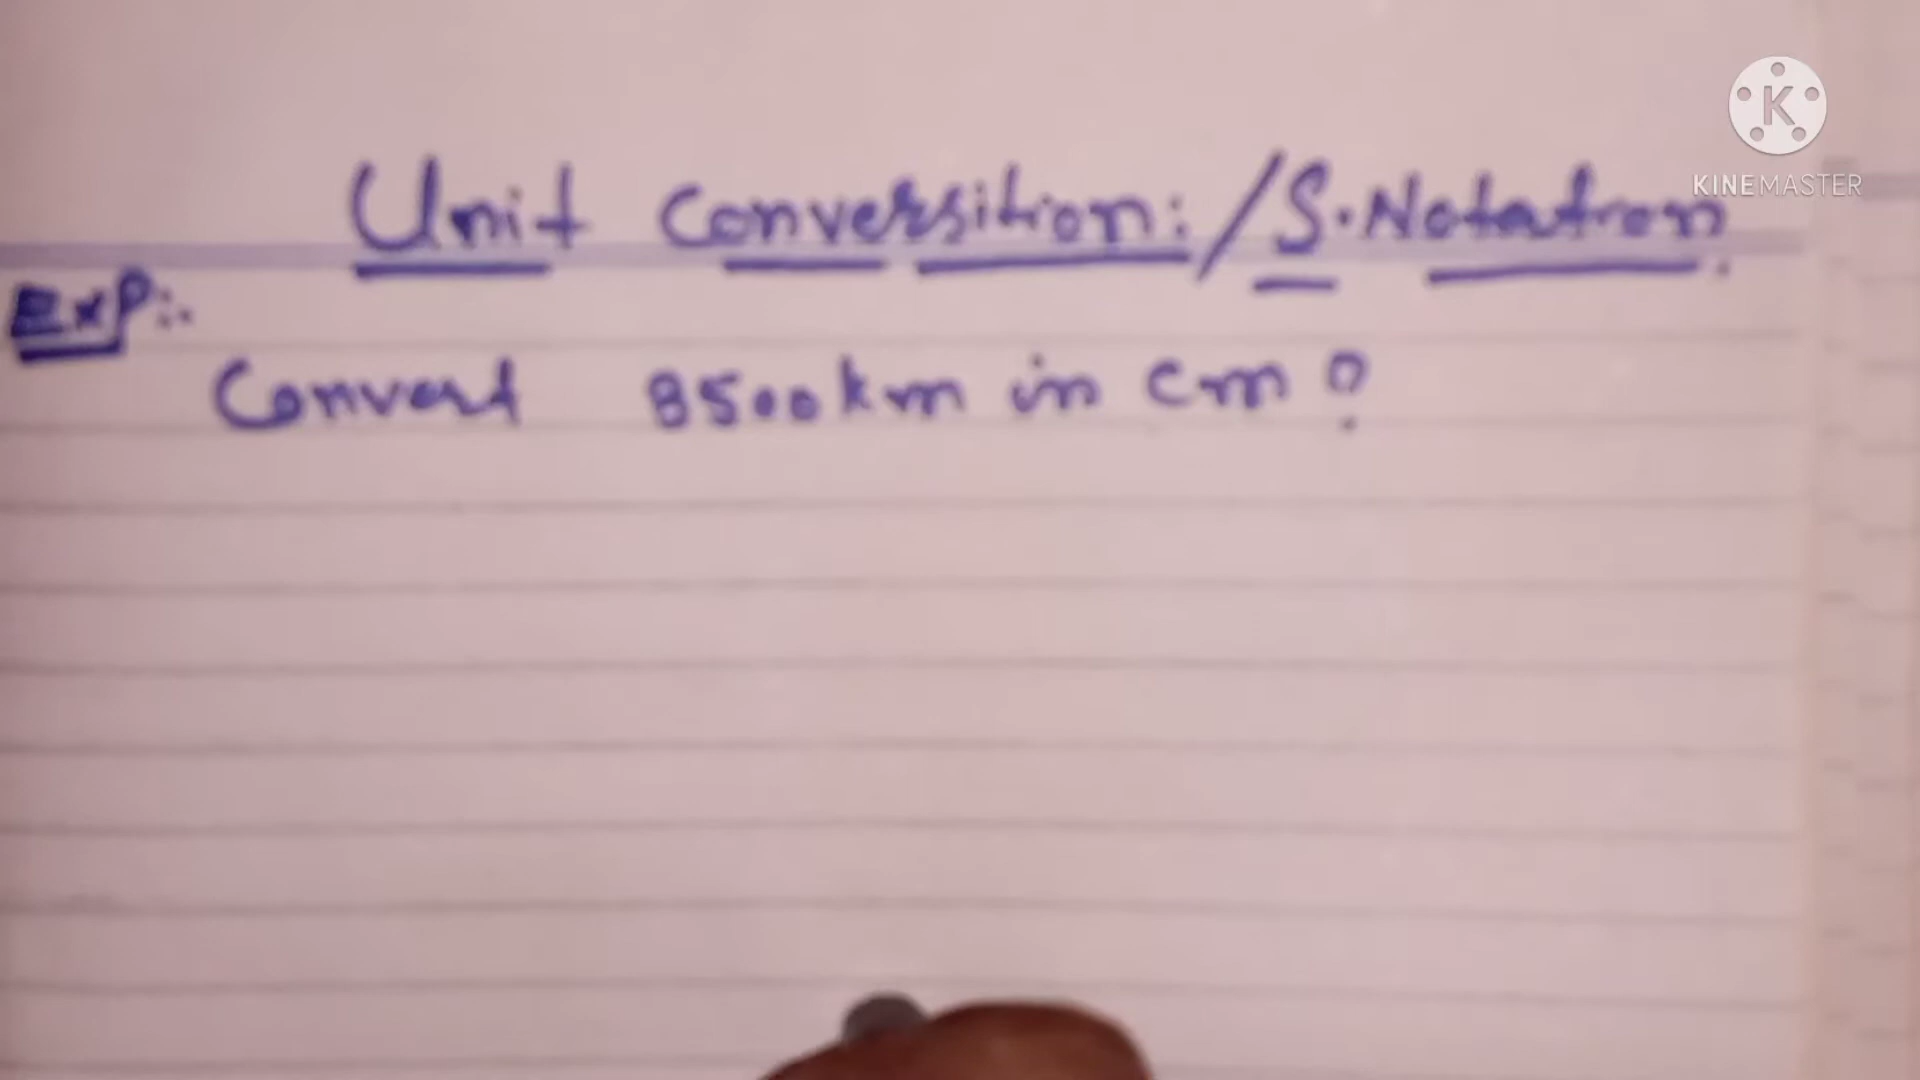 Unit Conversition:/S.Notation.
Exp:.
Convert 8500km in cm?
K
KINEMASTER